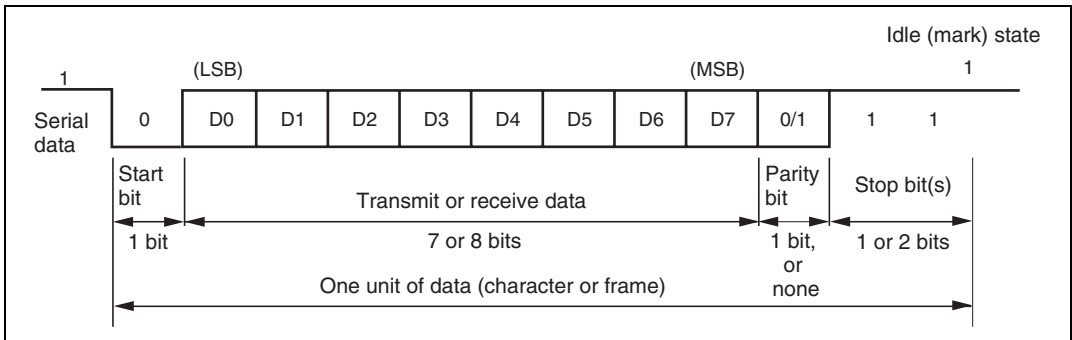 Idle (mark) state
1 (LSB) (MSB) 1
Serial data 0 D0 D1 D2 D3 D4 D5 D6 D7 0/1 1 1
Start bit Parity bit Stop bit(s)
Transmit or receive data
1 bit 7 or 8 bits 1 bit, or none 1 or 2 bits
One unit of data (character or frame)